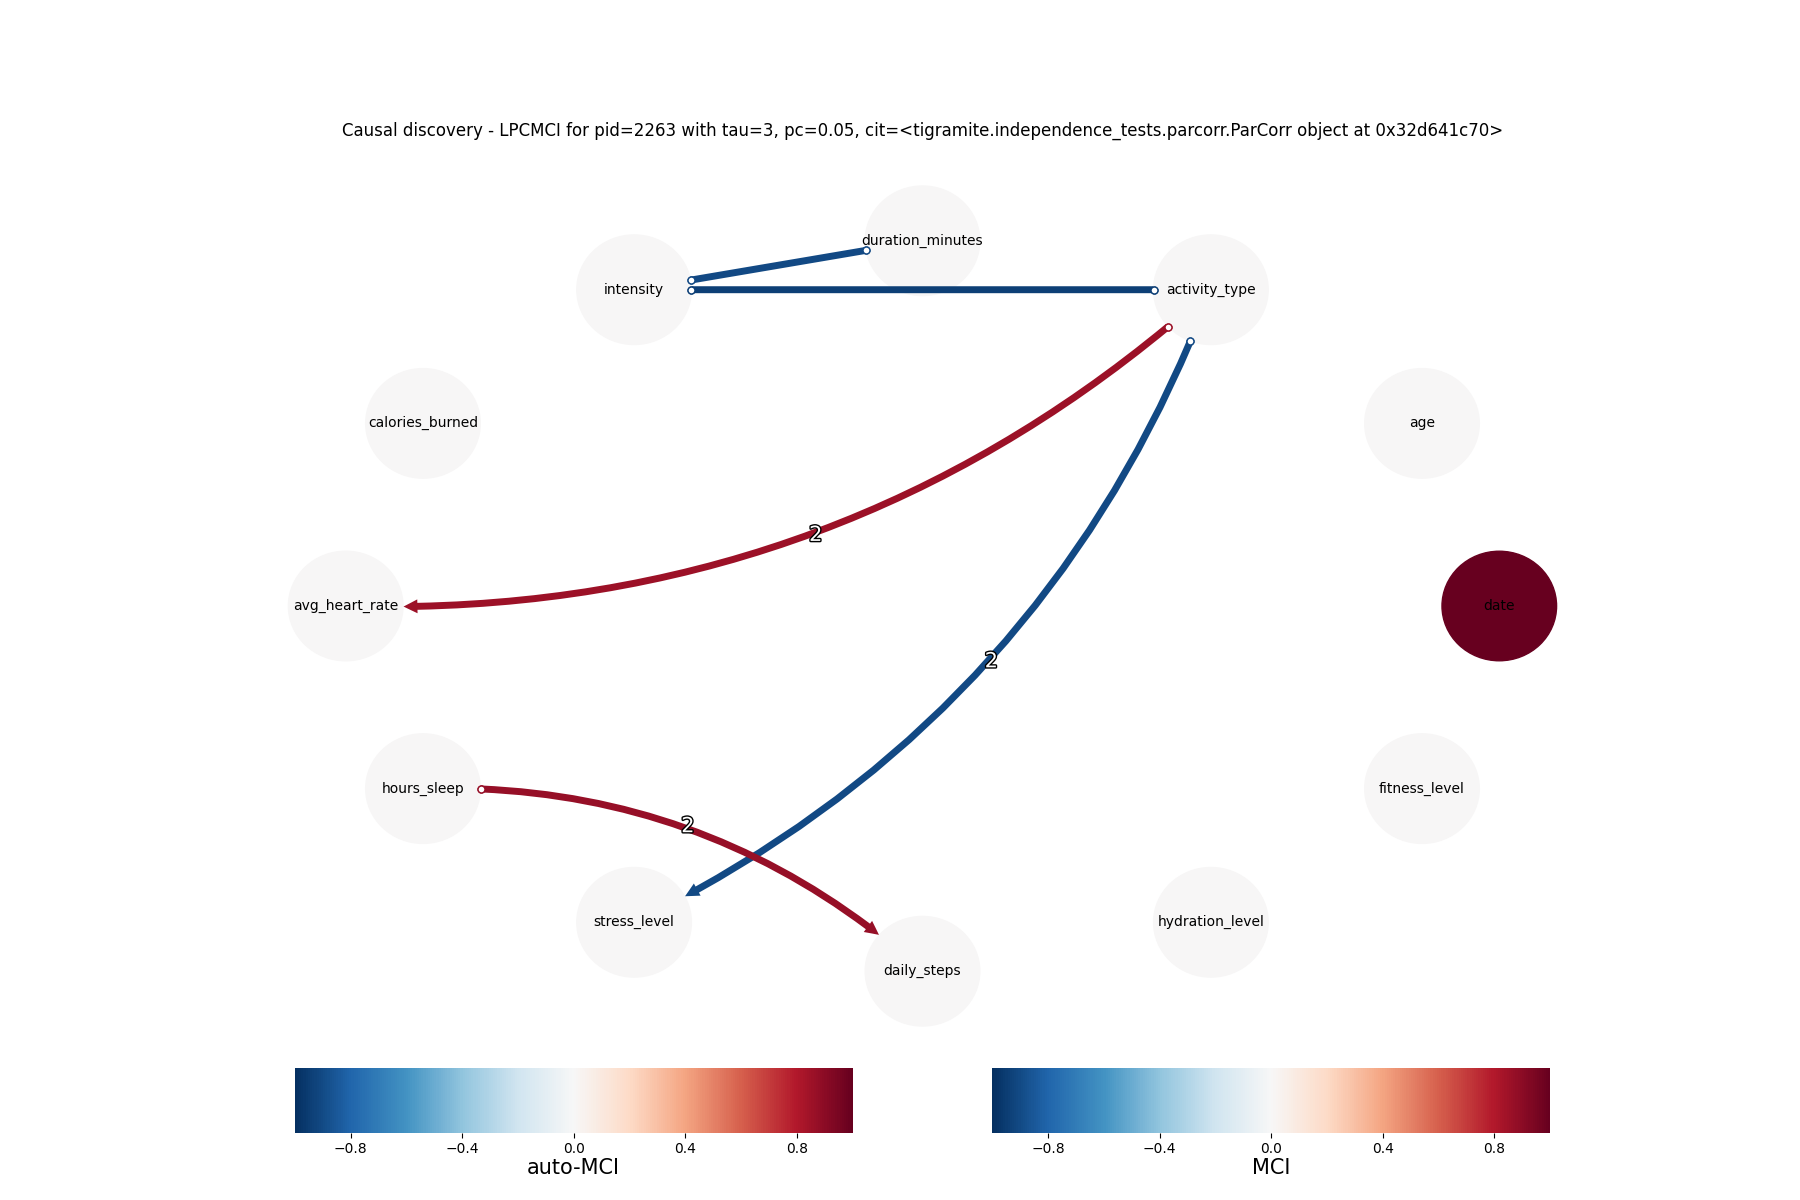 Causal discovery - LPCMCI for pid=2263 with tau=3, pc=0.05, cit=<tigramite.independence_tests.parcorr.ParCorr object at 0x32d641c70>
duration_minutes
intensity
activity_type
calories_burned
age
2
avg_heart_rate
date
2
hours_sleep
fitness_level
2
stress_level
hydration_level
daily_steps
−0.8 −0.4 0.0 0.4 0.8
auto-MCI
−0.8 −0.4 0.0 0.4 0.8
MCI